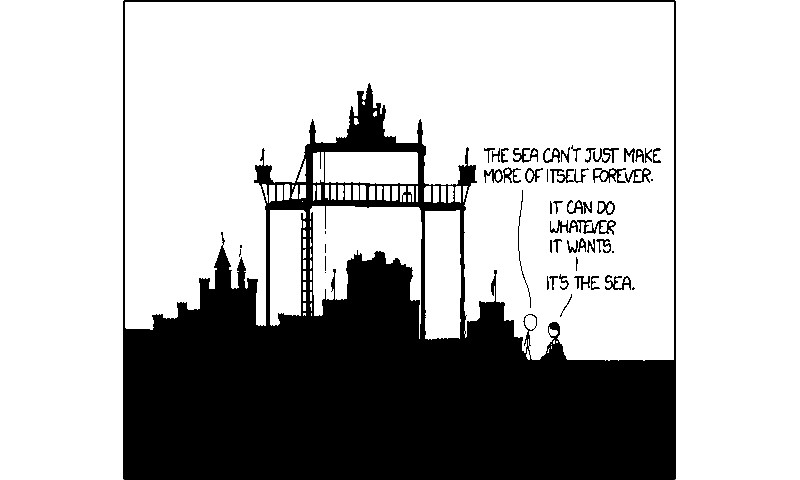 THE SEA CAN'T JUST MAKE
MORE OF ITSELF FOREVER.
IT CAN DO
WHATEVER
IT WANTS.
IT'S THE SEA.